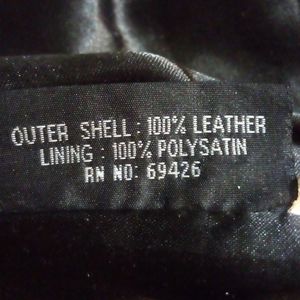 OUTER SHELL : 100% LEATHER
LINING : 100% POLYSATIN
RN NO: 69426